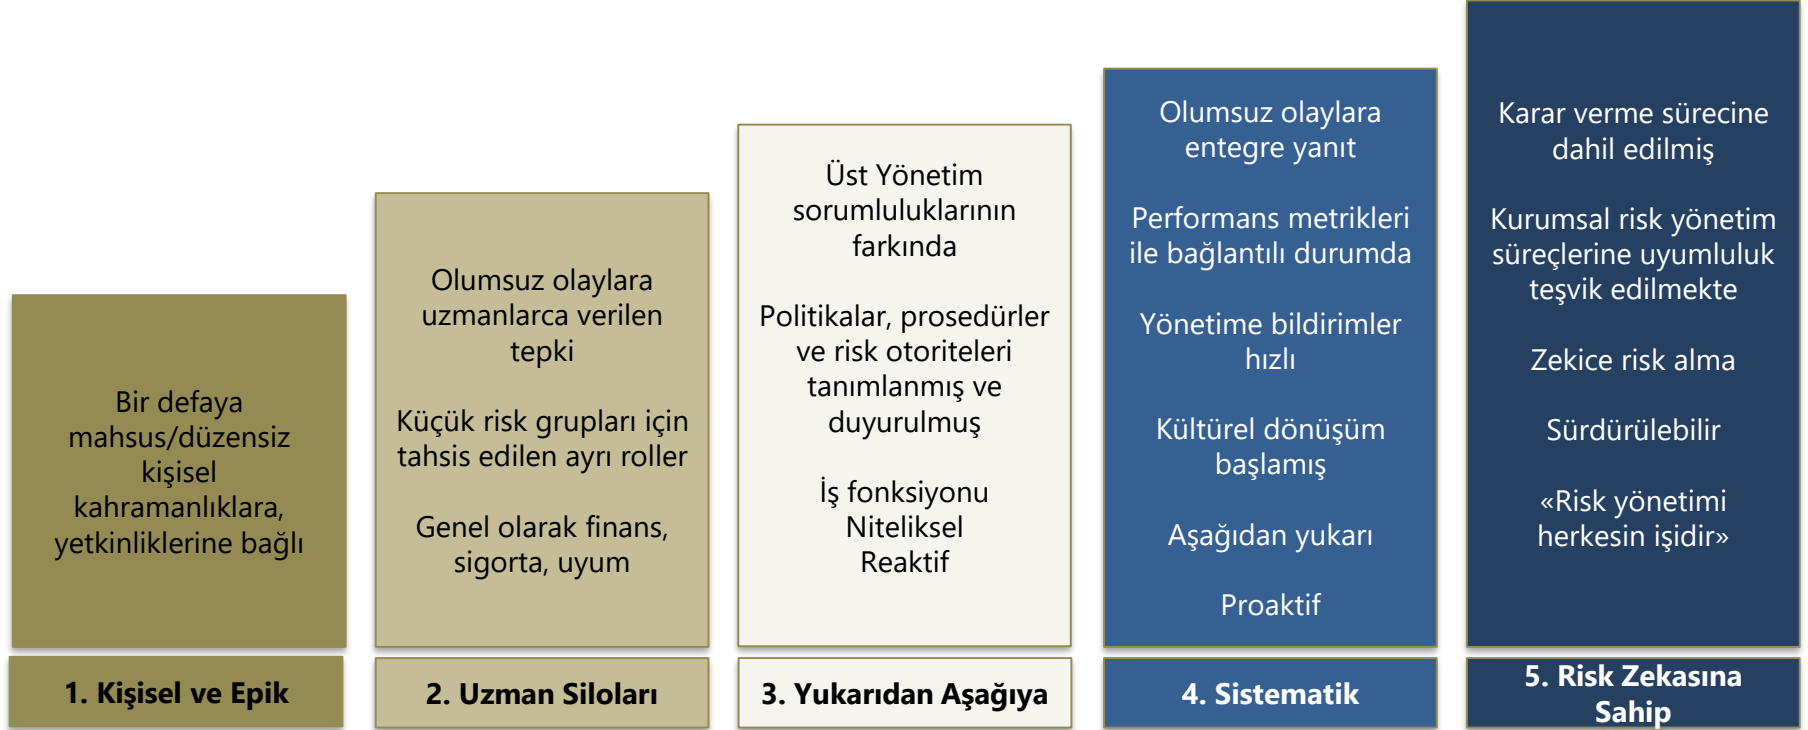 Bir defaya
mahsus/düzensiz
kişisel
kahramanlıklara,
yetkinliklerine bağlı
1. Kişisel ve Epik
Olumsuz olaylara
uzmanlarca verilen
tepki
Küçük risk grupları için
tahsis edilen ayrı roller
Genel olarak finans,
sigorta, uyum
2. Uzman Siloları
Üst Yönetim
sorumluluklarının
farkında
Politikalar, prosedürler
ve risk otoriteleri
tanımlanmış ve
duyurulmuş
İş fonksiyonu
Niteliksel
Reaktif
3. Yukarıdan Aşağıya
Olumsuz olaylara
entegre yanıt
Performans metrikleri
ile bağlantılı durumda
Yönetime bildirimler
hızlı
Kültürel dönüşüm
başlamış
Aşağıdan yukarı
Proaktif
4. Sistematik
Karar verme sürecine
dahil edilmiş
Kurumsal risk yönetim
süreçlerine uyumluluk
teşvik edilmekte
Zekice risk alma
Sürdürülebilir
«Risk yönetimi
herkesin işidir»
5. Risk Zekasına
Sahip